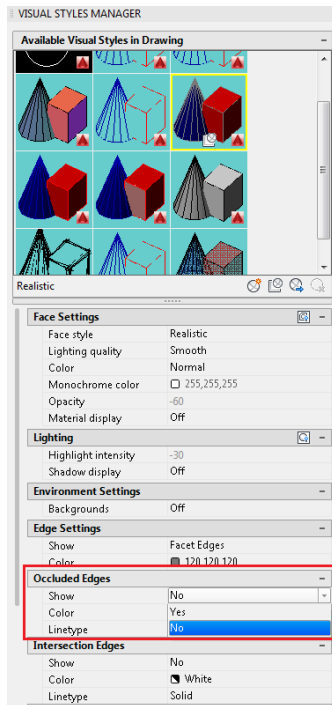 VISUAL STYLES MANAGER
Available Visual Styles in Drawing
Realistic
Face Settings
Face style Realistic
Lighting quality Smooth
Color Normal
Monochrome color 255,255,255
Opacity -60
Material display Off
Lighting
Highlight intensity -30
Shadow display Off
Environment Settings
Backgrounds Off
Edge Settings
Show Facet Edges
Color 120,120,120
Occluded Edges
Show No
Color Yes
Linetype No
Intersection Edges
Show No
Color White
Linetype Solid